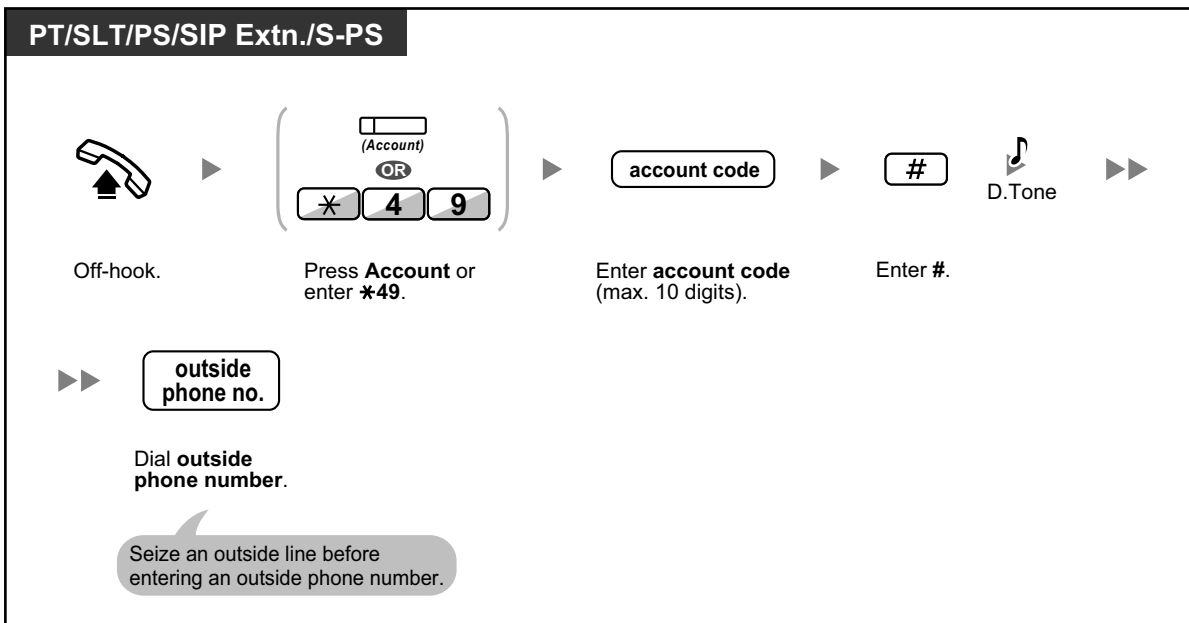 PT/SLT/PS/SIP Extn./S-PS
(Account)
OR
* 4 9
account code
#
D.Tone
Off-hook.
Press Account or
enter *49.
Enter account code
(max. 10 digits).
Enter #.
outside
phone no.
Dial outside
phone number.
Seize an outside line before
entering an outside phone number.